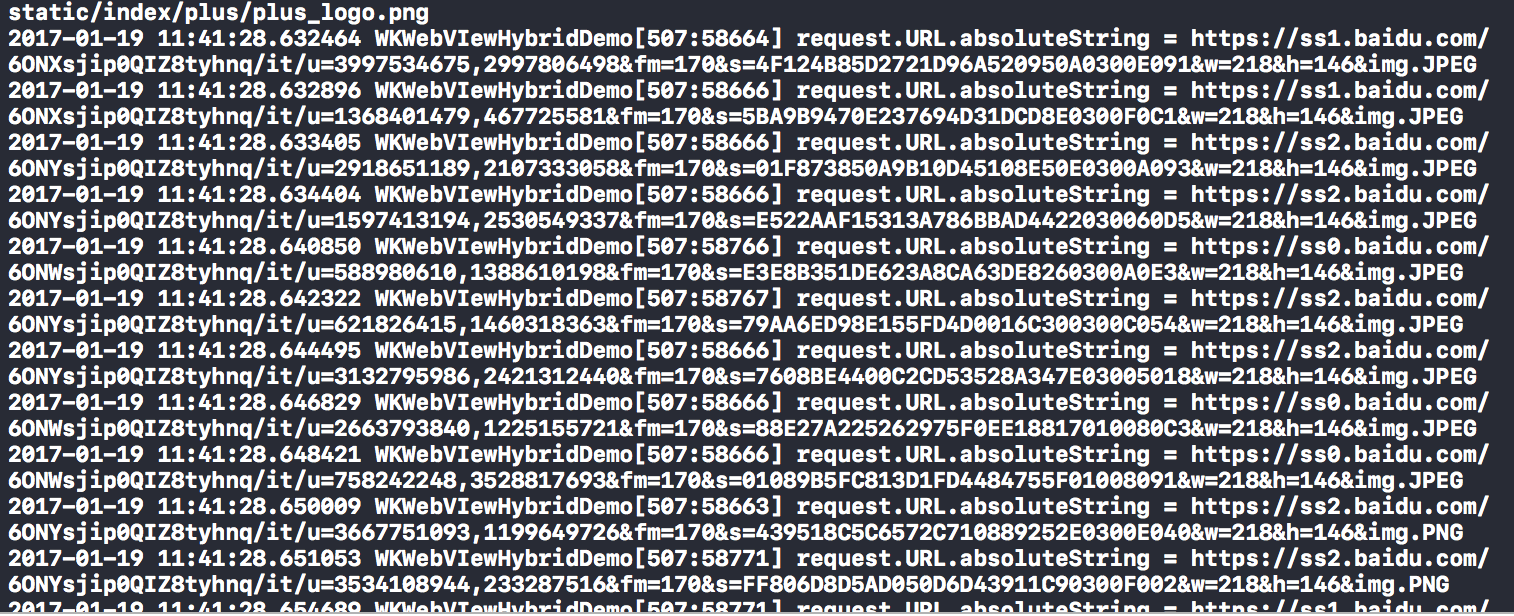 static/index/plus/plus_logo.png
2017-01-19 11:41:28.632464 WKWebVIewHybridDemo[507:58664] request.URL.absoluteString = https://ss1.baidu.com/
6ONXsjip0QIZ8tyhnq/it/u=3997534675,2997806498&fm=170&s=4F124B85D2721D96A520950A0300E091&w=218&h=146&img.JPEG
2017-01-19 11:41:28.632896 WKWebVIewHybridDemo[507:58666] request.URL.absoluteString = https://ss1.baidu.com/
6ONXsjip0QIZ8tyhnq/it/u=1368401479,467725581&fm=170&s=5BA9B9470E237694D31DCD8E0300F0C1&w=218&h=146&img.JPEG
2017-01-19 11:41:28.633405 WKWebVIewHybridDemo[507:58666] request.URL.absoluteString = https://ss2.baidu.com/
6ONYsjip0QIZ8tyhnq/it/u=2918651189,2107333058&fm=170&s=01F873850A9B10D45108E50E0300A093&w=218&h=146&img.JPEG
2017-01-19 11:41:28.634404 WKWebVIewHybridDemo[507:58666] request.URL.absoluteString = https://ss2.baidu.com/
6ONYsjip0QIZ8tyhnq/it/u=1597413194,2530549337&fm=170&s=E522AAF15313A786BBAD4422030060D5&w=218&h=146&img.JPEG
2017-01-19 11:41:28.640850 WKWebVIewHybridDemo[507:58766] request.URL.absoluteString = https://ss0.baidu.com/
6ONWsjip0QIZ8tyhnq/it/u=588980610,1388610198&fm=170&s=E3E8B351DE623A8CA63DE8260300A0E3&w=218&h=146&img.JPEG
2017-01-19 11:41:28.642322 WKWebVIewHybridDemo[507:58767] request.URL.absoluteString = https://ss2.baidu.com/
6ONYsjip0QIZ8tyhnq/it/u=621826415,1460318363&fm=170&s=79AA6ED98E155FD4D0016C300300C054&w=218&h=146&img.JPEG
2017-01-19 11:41:28.644495 WKWebVIewHybridDemo[507:58666] request.URL.absoluteString = https://ss2.baidu.com/
6ONYsjip0QIZ8tyhnq/it/u=3132795986,2421312440&fm=170&s=7608BE4400C2CD53528A347E03005018&w=218&h=146&img.JPEG
2017-01-19 11:41:28.646829 WKWebVIewHybridDemo[507:58666] request.URL.absoluteString = https://ss0.baidu.com/
6ONWsjip0QIZ8tyhnq/it/u=2663793840,1225155721&fm=170&s=88E27A225262975F0EE18817010080C3&w=218&h=146&img.JPEG
2017-01-19 11:41:28.648421 WKWebVIewHybridDemo[507:58666] request.URL.absoluteString = https://ss0.baidu.com/
6ONWsjip0QIZ8tyhnq/it/u=758242248,3528817693&fm=170&s=01089B5FC813D1FD4484755F01008091&w=218&h=146&img.JPEG
2017-01-19 11:41:28.650009 WKWebVIewHybridDemo[507:58663] request.URL.absoluteString = https://ss2.baidu.com/
6ONYsjip0QIZ8tyhnq/it/u=3667751093,1199649726&fm=170&s=439518C5C6572C710889252E0300E040&w=218&h=146&img.PNG
2017-01-19 11:41:28.651053 WKWebVIewHybridDemo[507:58771] request.URL.absoluteString = https://ss2.baidu.com/
6ONYsjip0QIZ8tyhnq/it/u=3534108944,233287516&fm=170&s=FF806D8D5AD050D6D43911C90300F002&w=218&h=146&img.PNG
2017-01-19 11:41:28.654689 WKWebVIewHybridDemo[507:58771] request.URL.absoluteString = https://ss1.baidu.com/